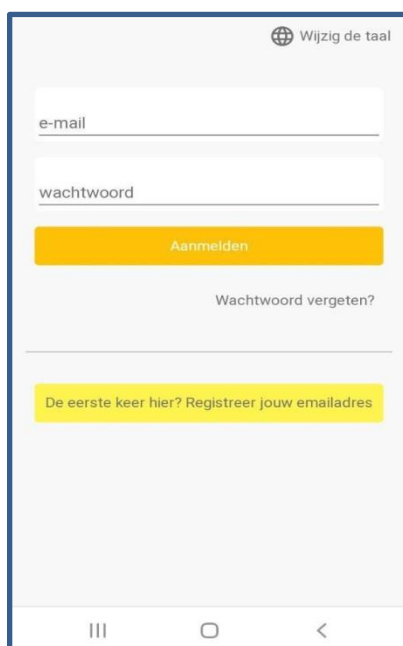 Wijzig de taal
e-mail
wachtwoord
Aanmelden
Wachtwoord vergeten?
De eerste keer hier? Registreer jouw emailadres